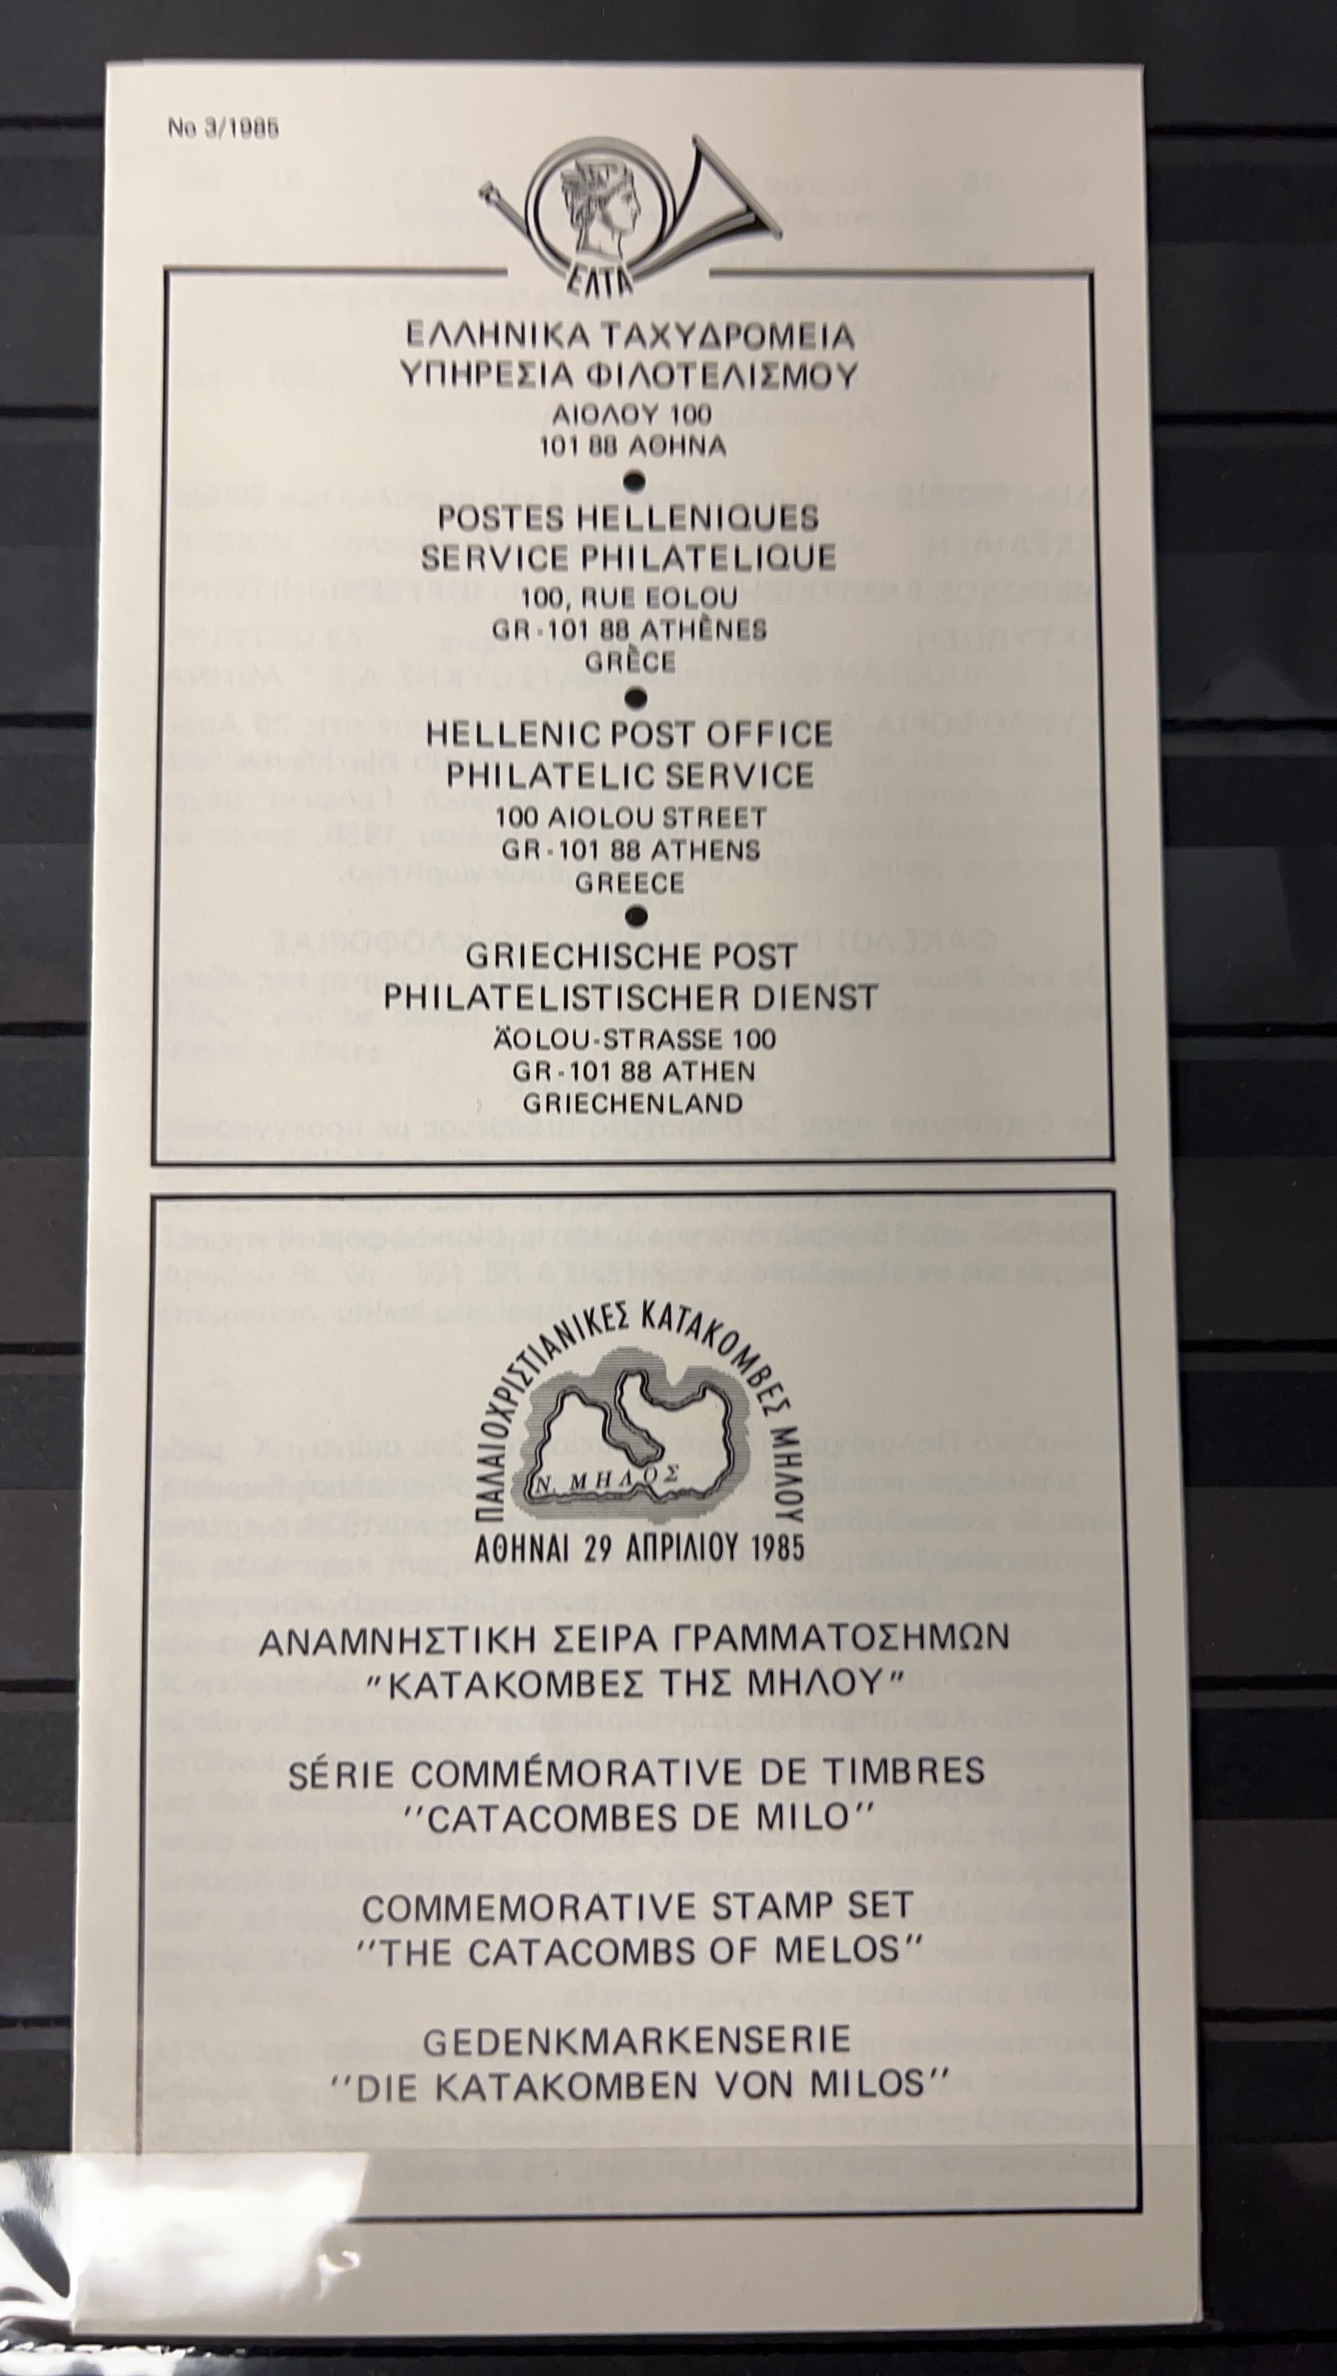 No 3/1985
ΕΛΤΑ
ΕΛΛΗΝΙΚΑ ΤΑΧΥΔΡΟΜΕΙΑ
ΥΠΗΡΕΣΙΑ ΦΙΛΟΤΕΛΙΣΜΟΥ
ΑΙΟΛΟΥ 100
101 88 ΑΘΗΝΑ
POSTES HELLENIQUES
SERVICE PHILATELIQUE
100, RUE EOLOU
GR-101 88 ATHÈNES
GRÈCE
HELLENIC POST OFFICE
PHILATELIC SERVICE
100 AIOLOU STREET
GR-101 88 ATHENS
GREECE
GRIECHISCHE POST
PHILATELISTISCHER DIENST
ÄOLOU-STRASSE 100
GR-101 88 ATHEN
GRIECHENLAND
ΠΑΛΑΙΟΧΡΙΣΤΙΑΝΙΚΕΣ ΚΑΤΑΚΟΜΒΕΣ ΜΗΛΟΥ
Ν. ΜΗΛΟΣ
ΑΘΗΝΑΙ 29 ΑΠΡΙΛΙΟΥ 1985
ΑΝΑΜΝΗΣΤΙΚΗ ΣΕΙΡΑ ΓΡΑΜΜΑΤΟΣΗΜΩΝ
"ΚΑΤΑΚΟΜΒΕΣ ΤΗΣ ΜΗΛΟΥ"
SÉRIE COMMÉMORATIVE DE TIMBRES
''CATACOMBES DE MILO''
COMMEMORATIVE STAMP SET
''THE CATACOMBS OF MELOS''
GEDENKMARKENSERIE
''DIE KATAKOMBEN VON MILOS''